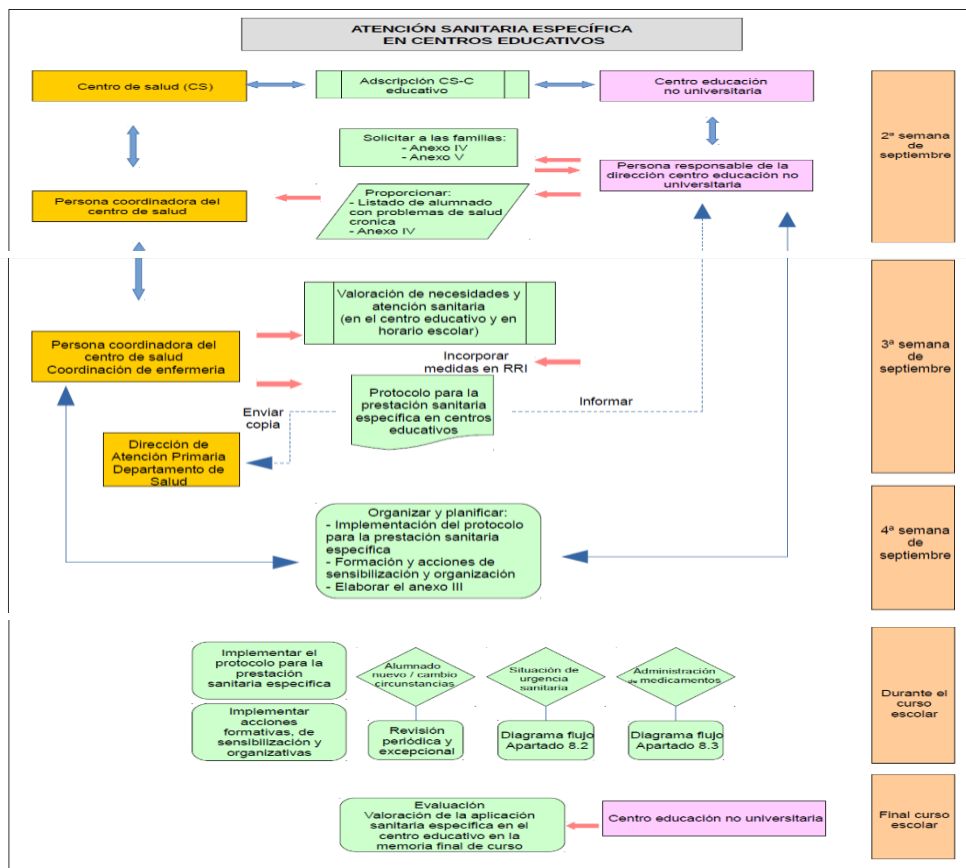 ATENCIÓN SANITARIA ESPECÍFICA
EN CENTROS EDUCATIVOS
Centro de salud (CS)
Adscripción CS-C
educativo
Centro educación
no universitaria
2ª semana
de
septiembre
Solicitar a las familias:
- Anexo IV
- Anexo V
Persona responsable de la
dirección centro educación no
universitaria
Persona coordinadora del
centro de salud
Proporcionar:
- Listado de alumnado
con problemas de salud
cronica
- Anexo IV
Valoración de necesidades y
atención sanitaria
(en el centro educativo y en
horario escolar)
3ª semana
de
septiembre
Persona coordinadora del
centro de salud
Coordinación de enfermeria
Incorporar
medidas en RRI
Protocolo para la
prestación sanitaria
específica en centros
educativos
Informar
Enviar
copia
Dirección de
Atención Primaria
Departamento de
Salud
Organizar y planificar:
- Implementación del protocolo
para la prestación sanitaria
específica
- Formación y acciones de
sensibilización y organización
- Elaborar el anexo III
4ª semana
de
septiembre
Implementar el
protocolo para la
prestación
sanitaria específica
Alumnado
nuevo / cambio
circunstancias
Situación de
urgencia
sanitaria
Administración
de medicamentos
Durante el
curso
escolar
Implementar
acciones
formativas, de
sensibilización y
organizativas
Revisión
periódica y
excepcional
Diagrama flujo
Apartado 8.2
Diagrama flujo
Apartado 8.3
Evaluación
Valoración de la aplicación
sanitaria específica en el
centro educativo en la
memoria final de curso
Centro educación no universitaria
Final curso
escolar